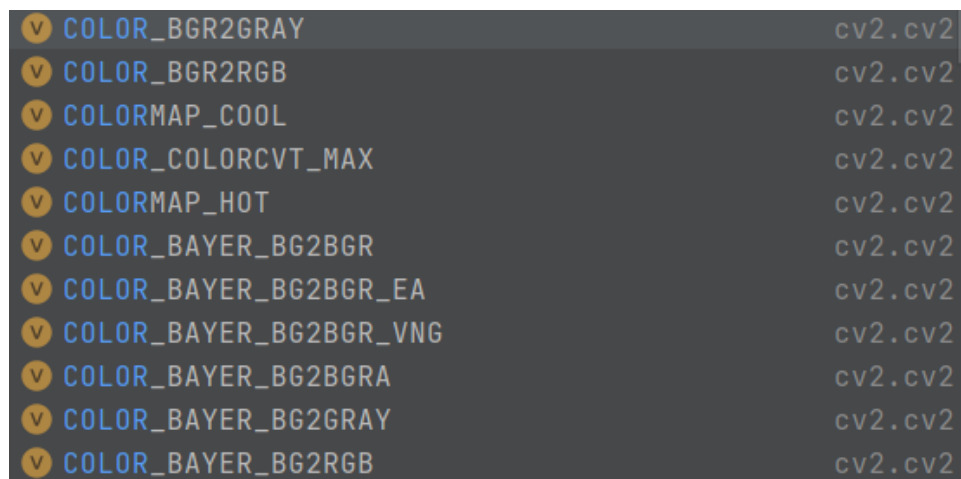 V COLOR_BGR2GRAY cv2.cv2
V COLOR_BGR2RGB cv2.cv2
V COLORMAP_COOL cv2.cv2
V COLOR_COLORCVT_MAX cv2.cv2
V COLORMAP_HOT cv2.cv2
V COLOR_BAYER_BG2BGR cv2.cv2
V COLOR_BAYER_BG2BGR_EA cv2.cv2
V COLOR_BAYER_BG2BGR_VNG cv2.cv2
V COLOR_BAYER_BG2BGRA cv2.cv2
V COLOR_BAYER_BG2GRAY cv2.cv2
V COLOR_BAYER_BG2RGB cv2.cv2